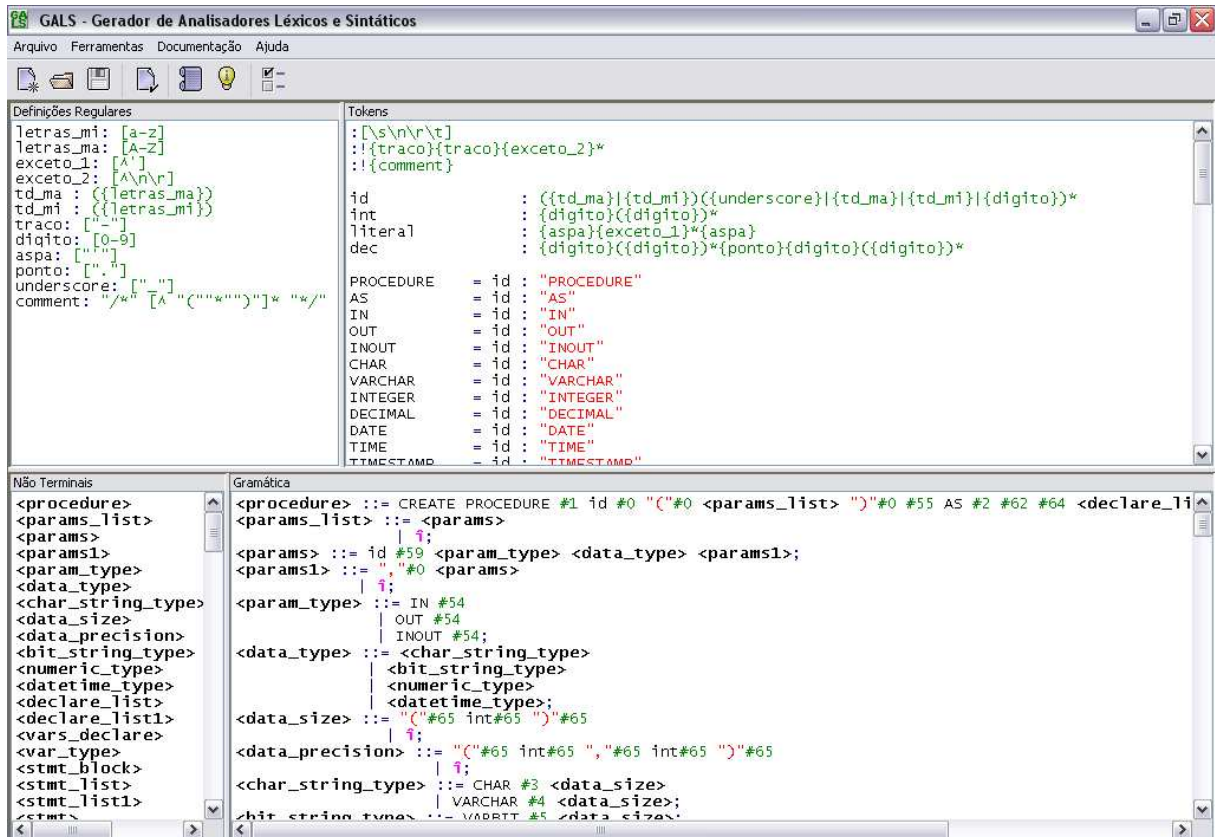 GALS - Gerador de Analisadores Léxicos e Sintáticos
Arquivo Ferramentas Documentação Ajuda
Definições Regulares
letras_mi: [a-z]
letras_ma: [A-Z]
exceto_1: [^']
exceto_2: [^\n\r]
td_ma : ({letras_ma})
td_mi : ({letras_mi})
traco: ["-"]
digito: [0-9]
aspa: ["'"]
ponto: ["."]
underscore: ["_"]
comment: "/*" [^ "(""*"")"]* "*/"
Tokens
:[\s\n\r\t]
:!{traco}{traco}{exceto_2}*
:!{comment}
id : ({td_ma}|{td_mi})({underscore}|{td_ma}|{td_mi}|{digito})*
int : {digito}({digito})*
literal : {aspa}{exceto_1}*{aspa}
dec : {digito}({digito})*{ponto}{digito}({digito})*
PROCEDURE = id : "PROCEDURE"
AS = id : "AS"
IN = id : "IN"
OUT = id : "OUT"
INOUT = id : "INOUT"
CHAR = id : "CHAR"
VARCHAR = id : "VARCHAR"
INTEGER = id : "INTEGER"
DECIMAL = id : "DECIMAL"
DATE = id : "DATE"
TIME = id : "TIME"
TIMESTAMP = id : "TIMESTAMP"
Não Terminais
<procedure>
<params_list>
<params>
<params1>
<param_type>
<data_type>
<char_string_type>
<data_size>
<data_precision>
<bit_string_type>
<numeric_type>
<datetime_type>
<declare_list>
<declare_list1>
<vars_declare>
<var_type>
<stmt_block>
<stmt_list>
<stmt_list1>
<stmt>
Gramática
<procedure> ::= CREATE PROCEDURE #1 id #0 "("#0 <params_list> ")"#0 #55 AS #2 #62 #64 <declare_li
<params_list> ::= <params>
| î;
<params> ::= id #59 <param_type> <data_type> <params1>;
<params1> ::= ","#0 <params>
| î;
<param_type> ::= IN #54
| OUT #54
| INOUT #54;
<data_type> ::= <char_string_type>
| <bit_string_type>
| <numeric_type>
| <datetime_type>;
<data_size> ::= "("#65 int#65 ")"#65
| î;
<data_precision> ::= "("#65 int#65 ","#65 int#65 ")"#65
| î;
<char_string_type> ::= CHAR #3 <data_size>
| VARCHAR #4 <data_size>;
<bit_string_type> ::= VARBIT #5 <data_size>;